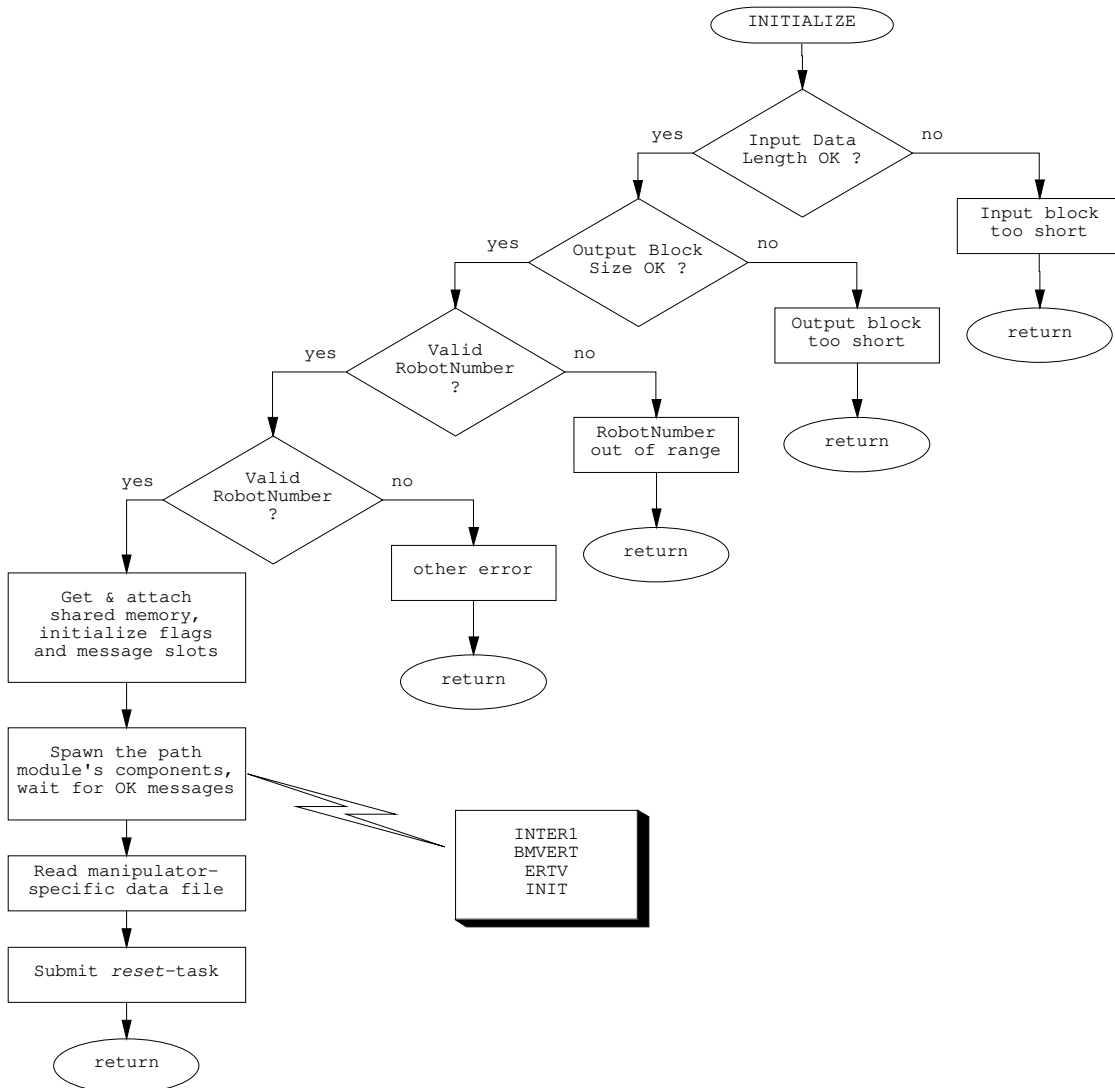 INITIALIZE
Input Data
Length OK ?
yes
no
Input block
too short
return
Output Block
Size OK ?
yes
no
Output block
too short
return
Valid
RobotNumber
?
yes
no
RobotNumber
out of range
return
Valid
RobotNumber
?
yes
no
other error
return
Get & attach
shared memory,
initialize flags
and message slots
Spawn the path
module's components,
wait for OK messages
INTER1
BMVERT
ERTV
INIT
Read manipulator-
specific data file
Submit reset-task
return